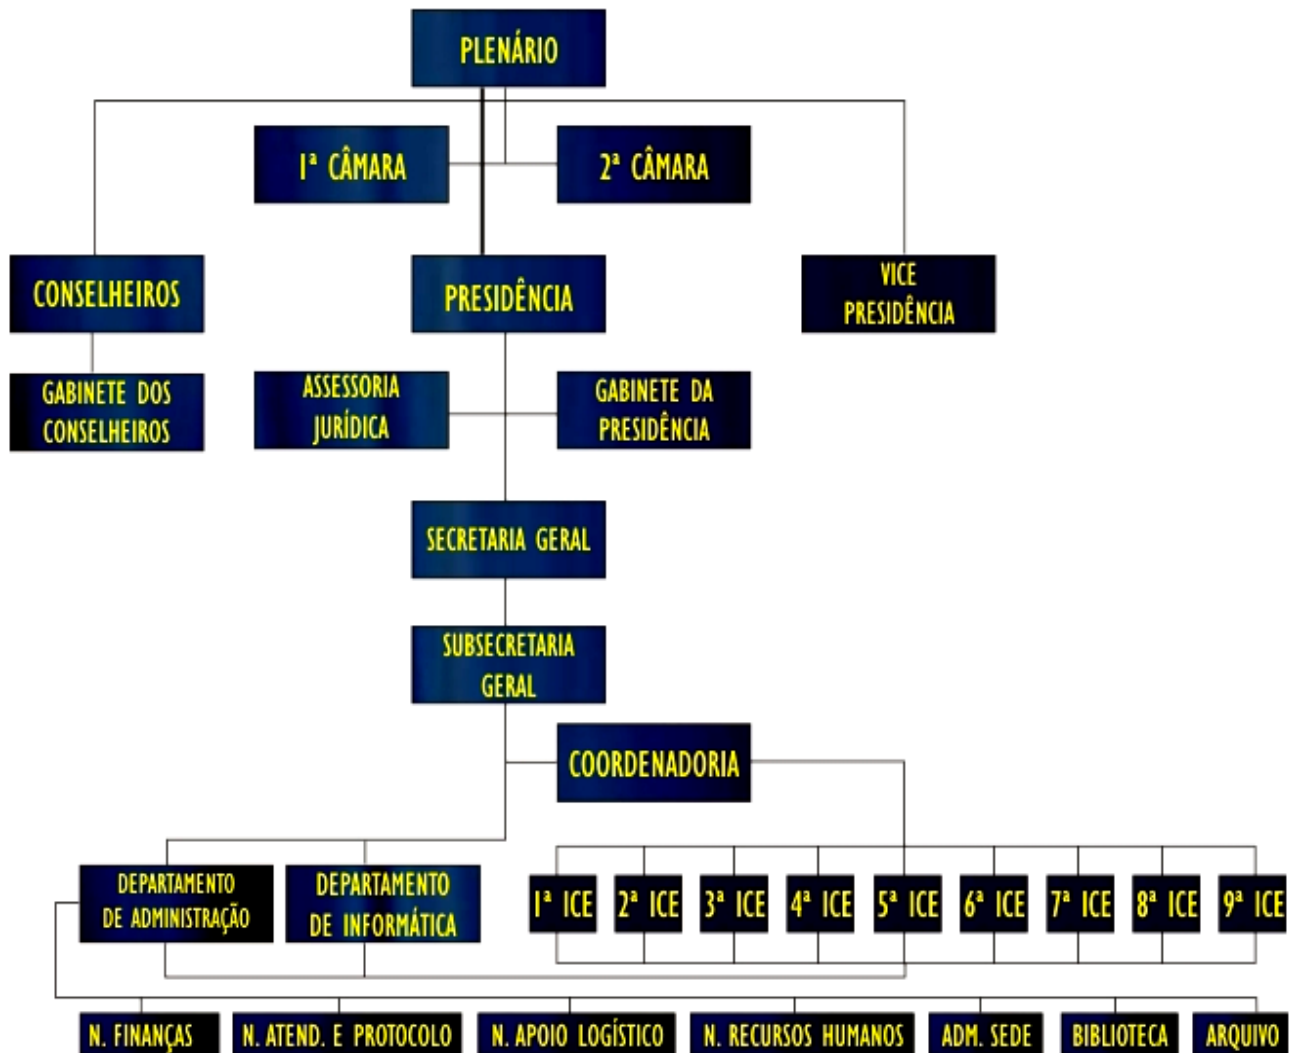 PLENÁRIO
1ª CÂMARA
2ª CÂMARA
CONSELHEIROS
PRESIDÊNCIA
VICE
PRESIDÊNCIA
GABINETE DOS
CONSELHEIROS
ASSESSORIA
JURÍDICA
GABINETE DA
PRESIDÊNCIA
SECRETARIA GERAL
SUBSECRETARIA
GERAL
COORDENADORIA
DEPARTAMENTO
DE ADMINISTRAÇÃO
DEPARTAMENTO
DE INFORMÁTICA
1ª ICE
2ª ICE
3ª ICE
4ª ICE
5ª ICE
6ª ICE
7ª ICE
8ª ICE
9ª ICE
N. FINANÇAS
N. ATEND. E PROTOCOLO
N. APOIO LOGÍSTICO
N. RECURSOS HUMANOS
ADM. SEDE
BIBLIOTECA
ARQUIVO